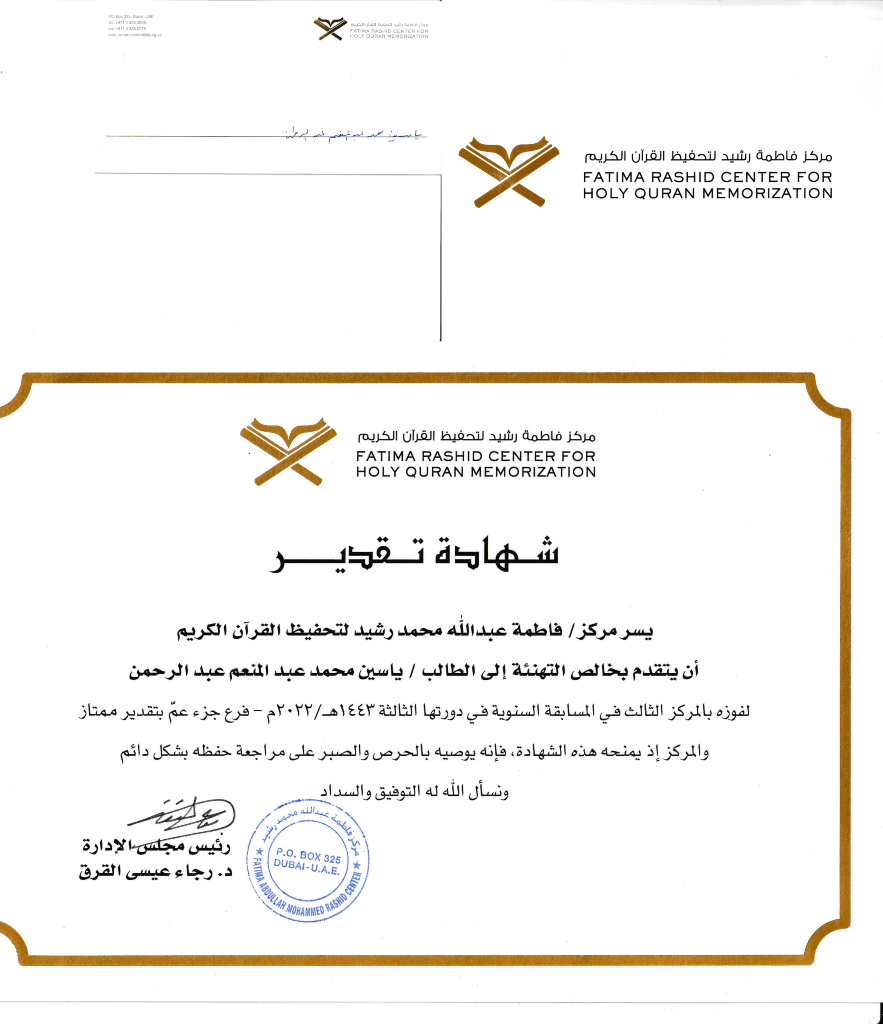 P.O. Box 325, Dubai, UAE
مركز فاطمة رشيد لتحفيظ القرآن الكريم
FATIMA RASHID CENTER FOR
HOLY QURAN MEMORIZATION
ياسين محمد عبد المنعم عبد الرحمن
مركز فاطمة رشيد لتحفيظ القرآن الكريم
FATIMA RASHID CENTER FOR
HOLY QURAN MEMORIZATION
مركز فاطمة رشيد لتحفيظ القرآن الكريم
FATIMA RASHID CENTER FOR
HOLY QURAN MEMORIZATION
شهادة تقدير
يسر مركز/ فاطمة عبدالله محمد رشيد لتحفيظ القرآن الكريم
أن يتقدم بخالص التهنئة إلى الطالب / ياسين محمد عبد المنعم عبد الرحمن
لفوزه بالمركز الثالث في المسابقة السنوية في دورتها الثالثة ١٤٤٣هـ/٢٠٢٢م – فرع جزء عمّ بتقدير ممتاز
والمركز إذ يمنحه هذه الشهادة، فإنه يوصيه بالحرص والصبر على مراجعة حفظه بشكل دائم
ونسأل الله له التوفيق والسداد
رئيس مجلس الإدارة
د. رجاء عيسى القرق
مركز فاطمة عبدالله محمد رشيد
P.O. BOX 325
DUBAI-U.A.E.
★ FATIMA ABDULLAH MOHAMMED RASHID CENTER ★